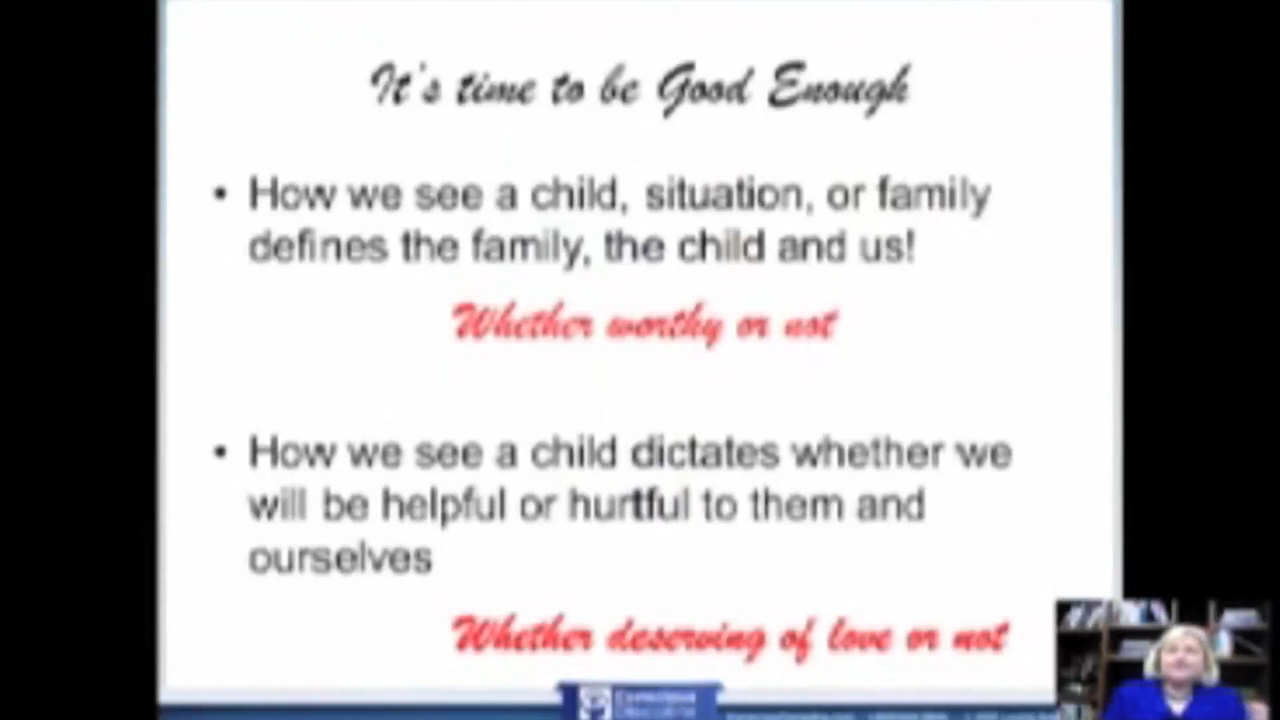 It's time to be Good Enough
• How we see a child, situation, or family
defines the family, the child and us!
Whether worthy or not
• How we see a child dictates whether we
will be helpful or hurtful to them and
ourselves
Whether deserving of love or not
Conscious